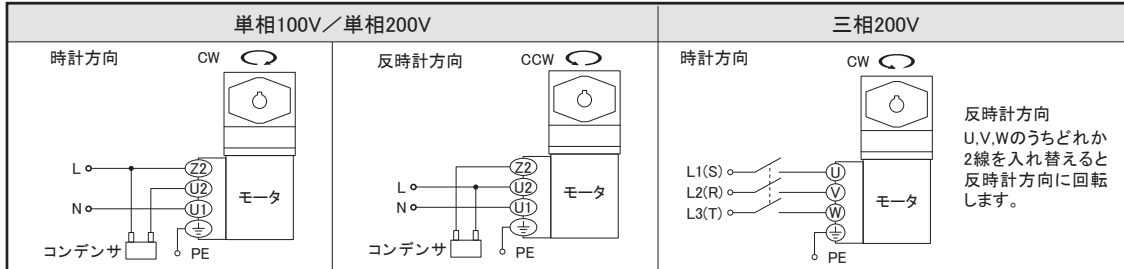 単相100V／単相200V
三相200V
時計方向
CW
L
N
Z2
U2
U1
モータ
コンデンサ
PE
反時計方向
CCW
L
N
Z2
U2
U1
モータ
コンデンサ
PE
時計方向
CW
L1(S)
L2(R)
L3(T)
U
V
W
モータ
PE
反時計方向
U,V,Wのうちどれか
2線を入れ替えると
反時計方向に回転
します。